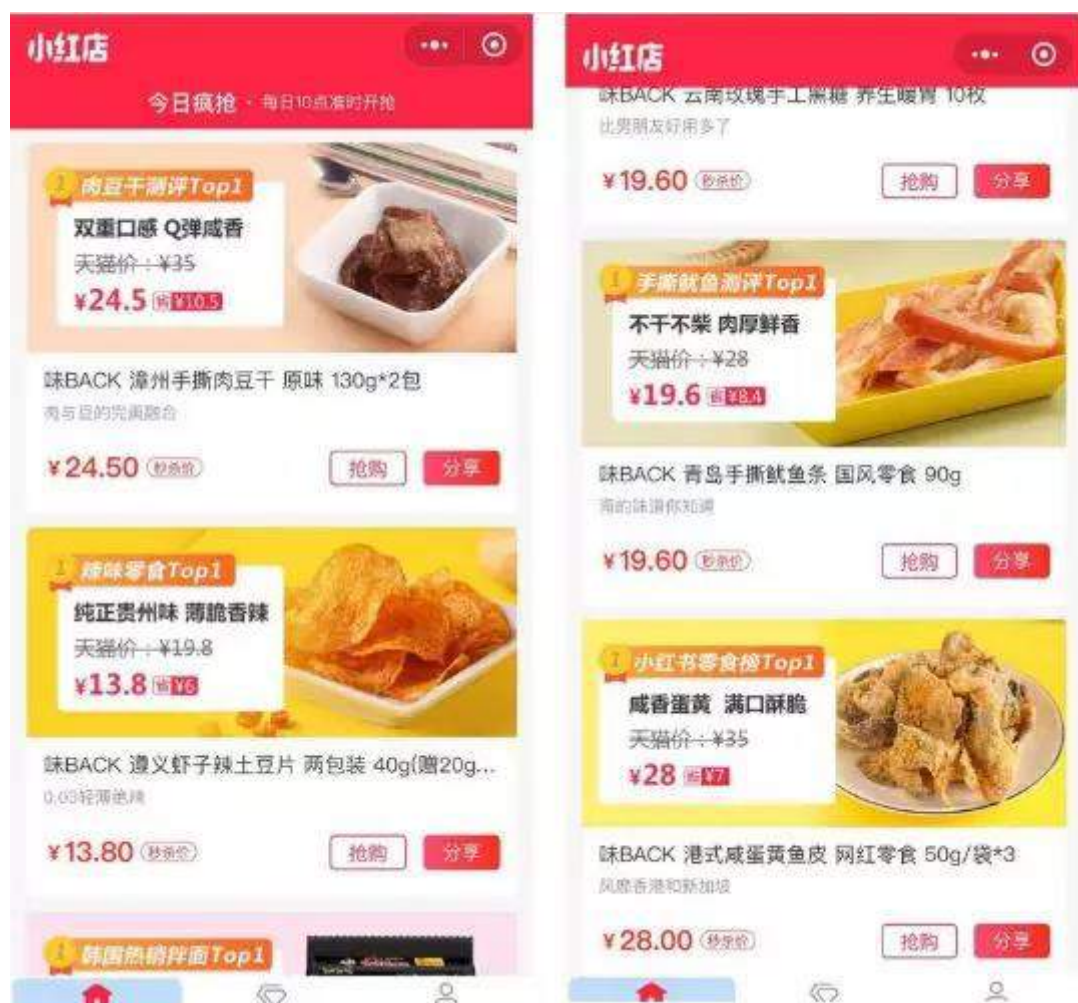 小红店
今日疯抢 · 每日10点准时开抢
1 肉豆干测评Top1
双重口感 Q弹咸香
天猫价：¥35
¥24.5 省¥10.5
味BACK 漳州手撕肉豆干 原味 130g*2包
肉与豆的完美融合
¥24.50 秒杀价 抢购 分享
1 辣味零食Top1
纯正贵州味 薄脆香辣
天猫价：¥19.8
¥13.8 省¥6
味BACK 遵义虾子辣土豆片 两包装 40g(赠20g...
0.03轻薄绝辣
¥13.80 秒杀价 抢购 分享
1 韩国热销拌面Top1
小红店
味BACK 云南玫瑰手工黑糖 养生暖胃 10枚
比男朋友好用多了
¥19.60 秒杀价 抢购 分享
1 手撕鱿鱼测评Top1
不干不柴 肉厚鲜香
天猫价：¥28
¥19.6 省¥8.4
味BACK 青岛手撕鱿鱼条 国风零食 90g
海的味道你知道
¥19.60 秒杀价 抢购 分享
1 小红书零食榜Top1
咸香蛋黄 满口酥脆
天猫价：¥35
¥28 省¥7
味BACK 港式咸蛋黄鱼皮 网红零食 50g/袋*3
风靡香港和新加坡
¥28.00 秒杀价 抢购 分享